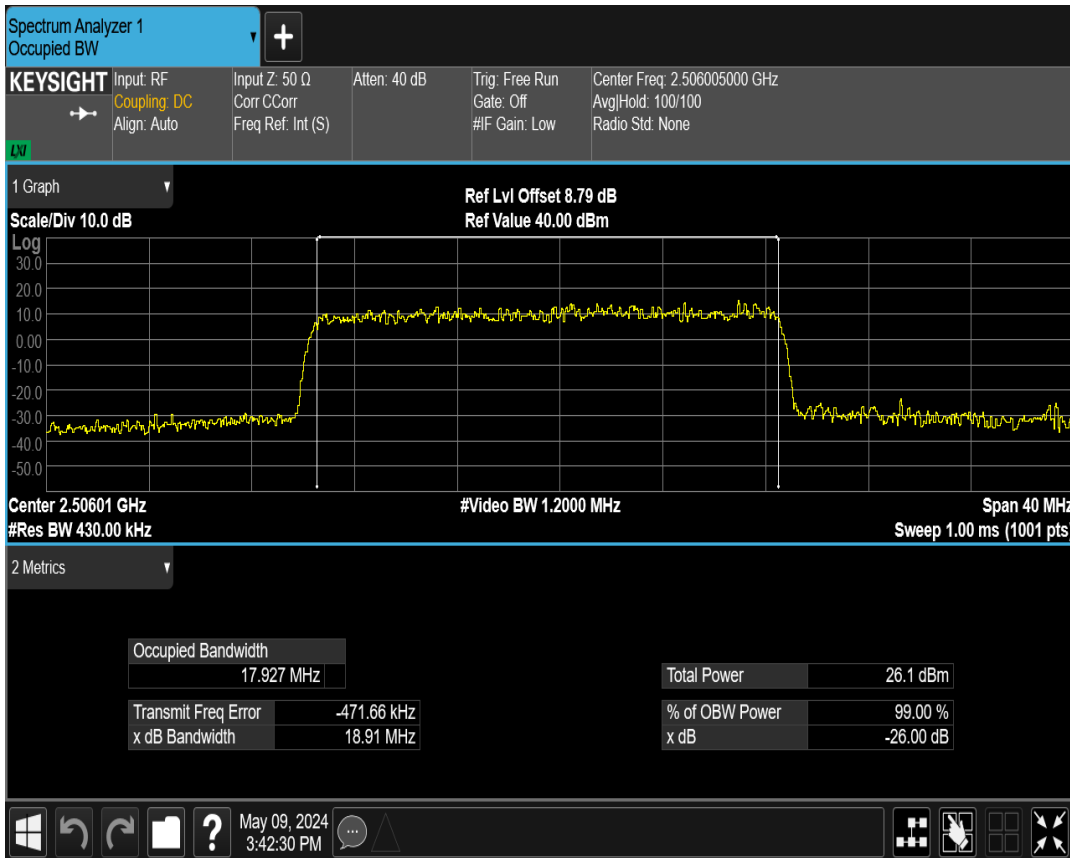 Spectrum Analyzer 1
Occupied BW
+
KEYSIGHT
LXI
Input: RF
Coupling: DC
Align: Auto
Input Z: 50 Ω
Corr CCorr
Freq Ref: Int (S)
Atten: 40 dB
Trig: Free Run
Gate: Off
#IF Gain: Low
Center Freq: 2.506005000 GHz
Avg|Hold: 100/100
Radio Std: None
1 Graph
Scale/Div 10.0 dB
Ref Lvl Offset 8.79 dB
Ref Value 40.00 dBm
Log
30.0
20.0
10.0
0.00
-10.0
-20.0
-30.0
-40.0
-50.0
Center 2.50601 GHz
#Video BW 1.2000 MHz
Span 40 MHz
#Res BW 430.00 kHz
Sweep 1.00 ms (1001 pts)
2 Metrics
Occupied Bandwidth
17.927 MHz
Transmit Freq Error -471.66 kHz
x dB Bandwidth 18.91 MHz
Total Power 26.1 dBm
% of OBW Power 99.00 %
x dB -26.00 dB
?
May 09, 2024
3:42:30 PM